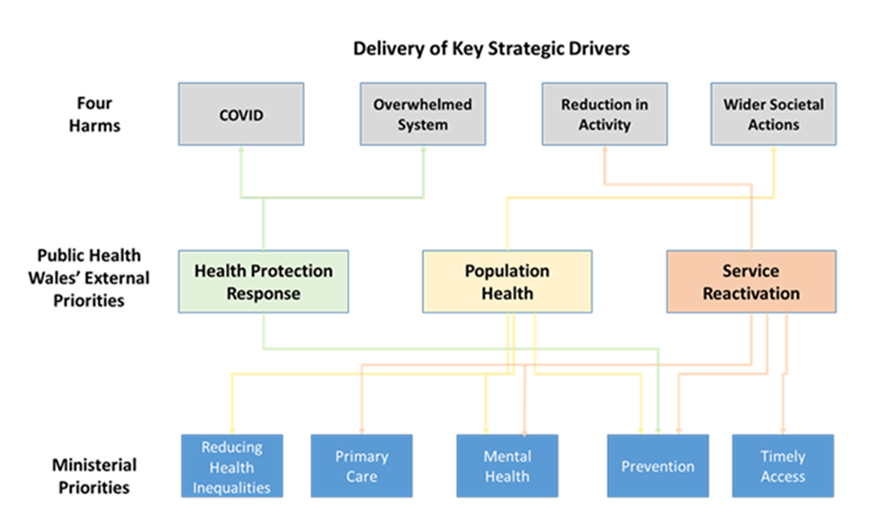 Delivery of Key Strategic Drivers
Four
Harms
COVID
Overwhelmed
System
Reduction in
Activity
Wider Societal
Actions
Public Health
Wales’ External
Priorities
Health Protection
Response
Population
Health
Service
Reactivation
Ministerial
Priorities
Reducing
Health
Inequalities
Primary
Care
Mental
Health
Prevention
Timely
Access